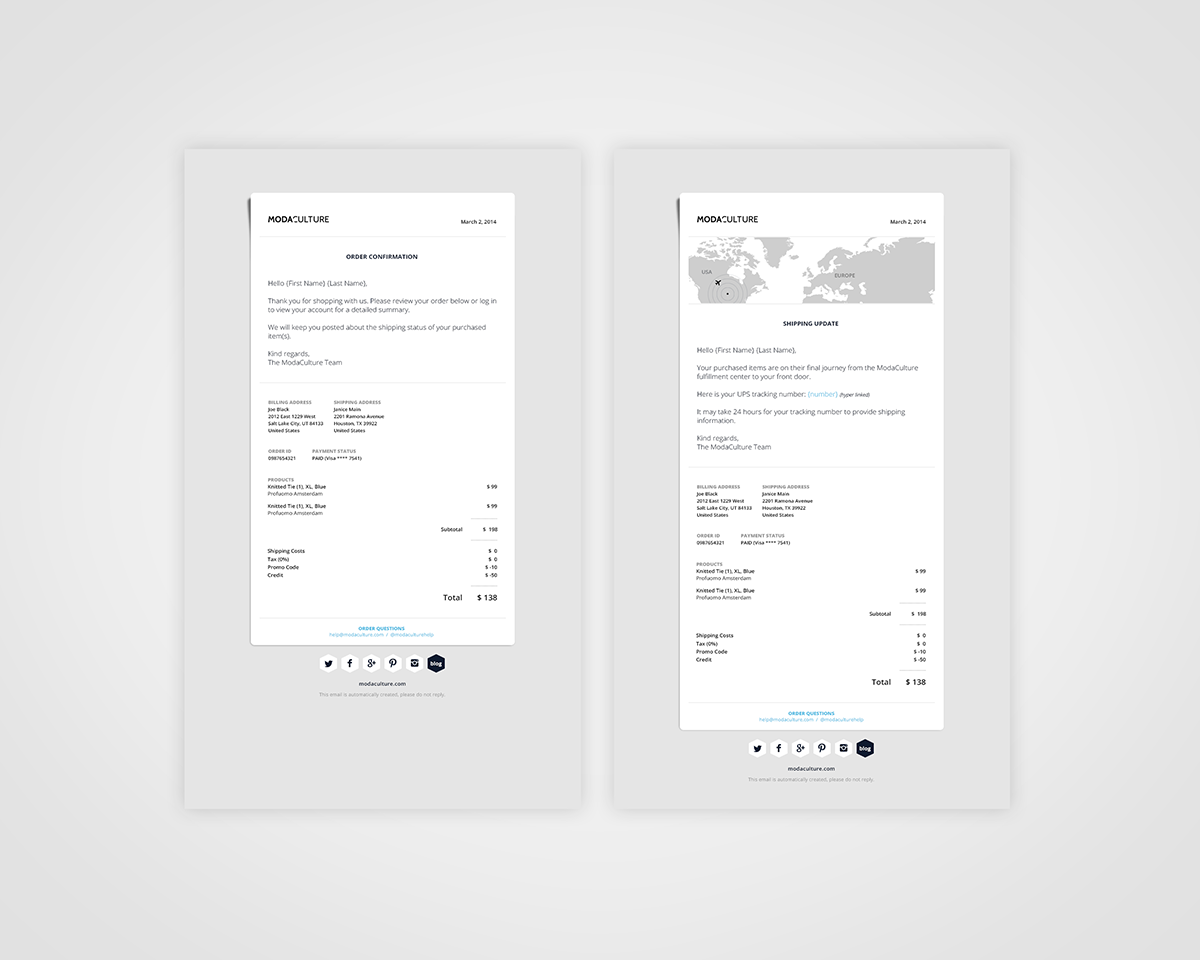 MODACULTURE
March 2, 2014
ORDER CONFIRMATION
Hello {First Name} {Last Name},
Thank you for shopping with us. Please review your order below or log in
to view your account for a detailed summary.
We will keep you posted about the shipping status of your purchased
item(s).
Kind regards,
The ModaCulture Team
BILLING ADDRESS SHIPPING ADDRESS
Joe Black Janice Main
2012 East 1229 West 2201 Ramona Avenue
Salt Lake City, UT 84133 Houston, TX 39922
United States United States
ORDER ID PAYMENT STATUS
0987654321 PAID (Visa **** 7541)
PRODUCTS
Knitted Tie (1), XL, Blue $ 99
Profuomo Amsterdam
Knitted Tie (1), XL, Blue $ 99
Profuomo Amsterdam
Subtotal $ 198
Shipping Costs $ 0
Tax (0%) $ 0
Promo Code $ -10
Credit $ -50
Total $ 138
ORDER QUESTIONS
help@modaculture.com / @modaculturehelp
blog
modaculture.com
This email is automatically created, please do not reply.
MODACULTURE
March 2, 2014
USA
EUROPE
SHIPPING UPDATE
Hello {First Name} {Last Name},
Your purchased items are on their final journey from the ModaCulture
fulfillment center to your front door.
Here is your UPS tracking number: {number} (hyper linked)
It may take 24 hours for your tracking number to provide shipping
information.
Kind regards,
The ModaCulture Team
BILLING ADDRESS SHIPPING ADDRESS
Joe Black Janice Main
2012 East 1229 West 2201 Ramona Avenue
Salt Lake City, UT 84133 Houston, TX 39922
United States United States
ORDER ID PAYMENT STATUS
0987654321 PAID (Visa **** 7541)
PRODUCTS
Knitted Tie (1), XL, Blue $ 99
Profuomo Amsterdam
Knitted Tie (1), XL, Blue $ 99
Profuomo Amsterdam
Subtotal $ 198
Shipping Costs $ 0
Tax (0%) $ 0
Promo Code $ -10
Credit $ -50
Total $ 138
ORDER QUESTIONS
help@modaculture.com / @modaculturehelp
blog
modaculture.com
This email is automatically created, please do not reply.